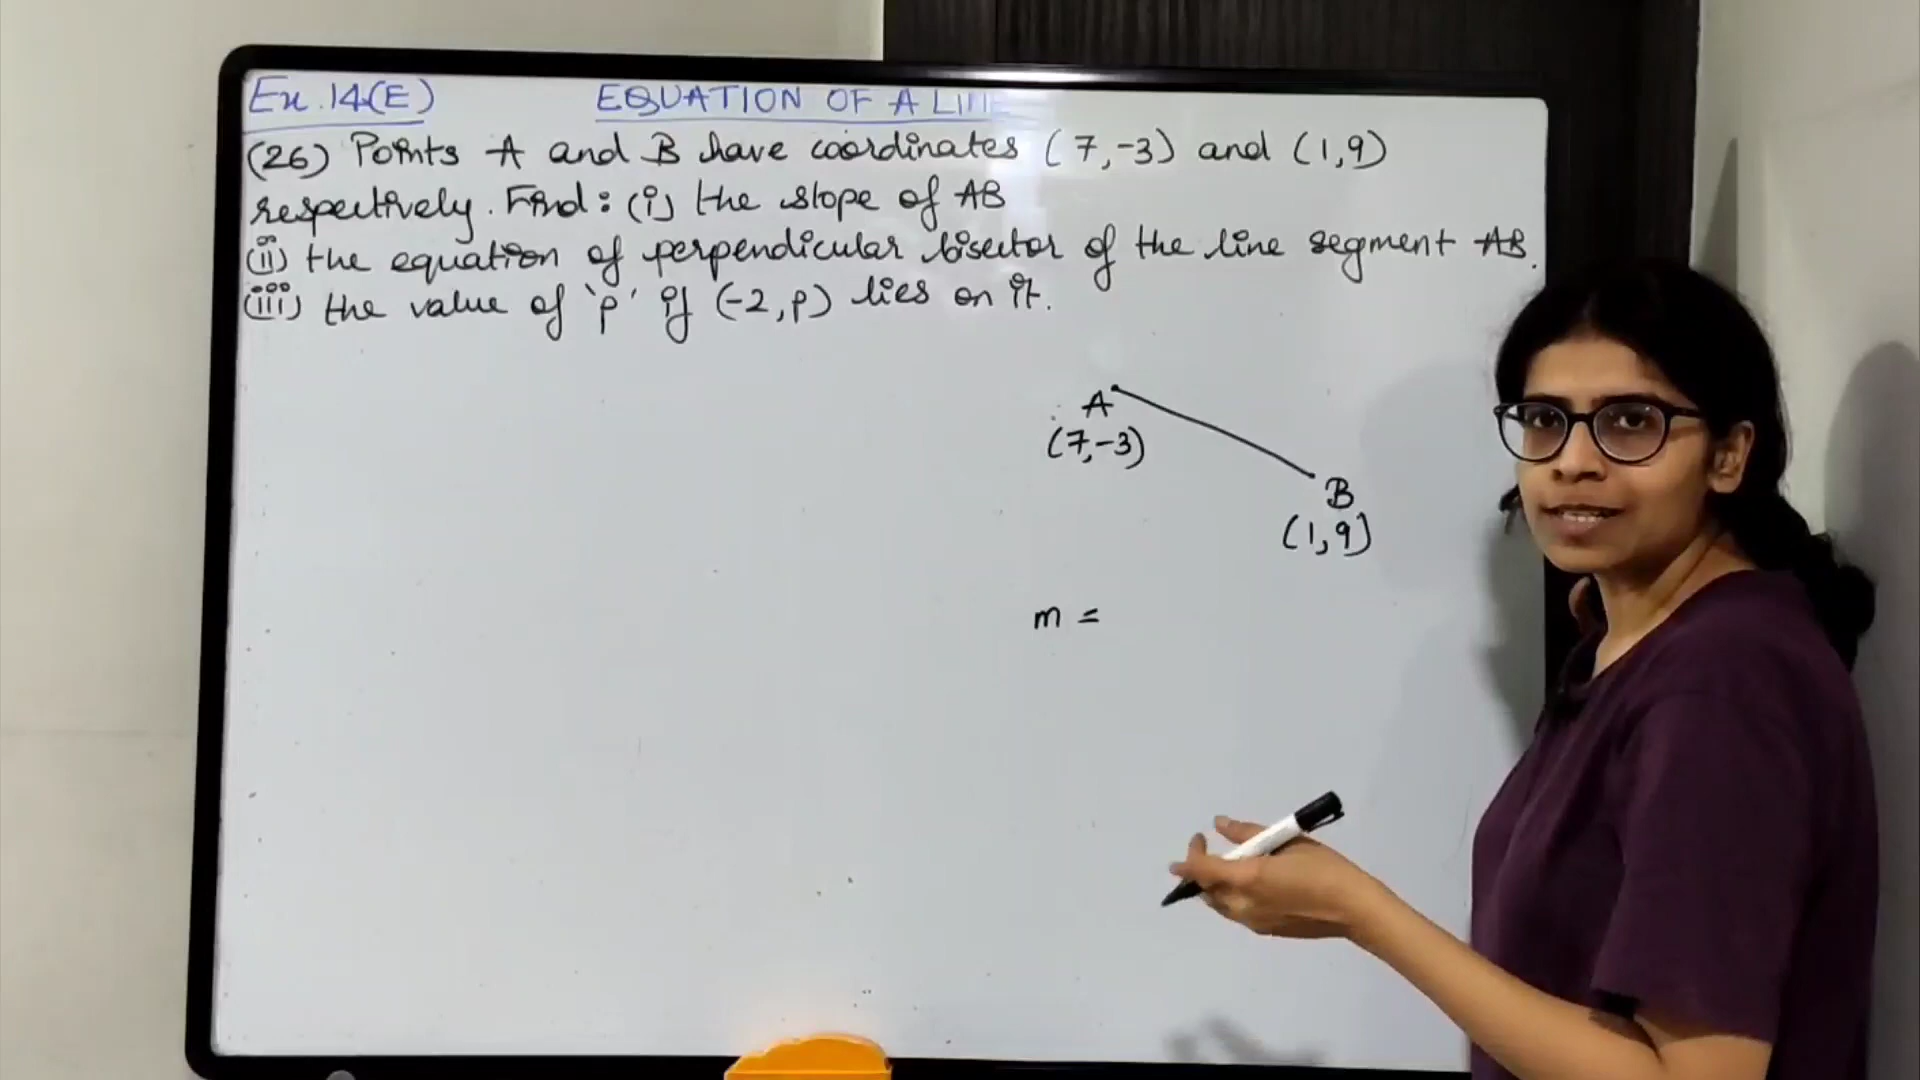 Ex.14(E)
EQUATION OF A LINE
(26) Points A and B have coordinates (7,-3) and (1,9)
respectively. Find: (i) the slope of AB
(ii) the equation of perpendicular bisector of the line segment AB.
(iii) the value of 'p' if (-2,p) lies on it.
A
(7,-3)
B
(1,9)
m =